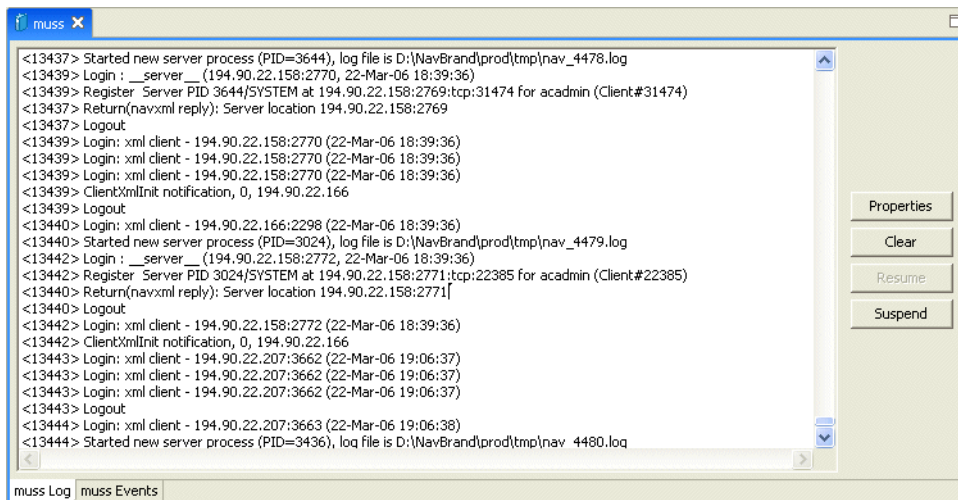 muss
<13437> Started new server process (PID=3644), log file is D:\NavBrand\prod\tmp\nav_4478.log
<13439> Login : __server__ (194.90.22.158:2770, 22-Mar-06 18:39:36)
<13439> Register  Server PID 3644/SYSTEM at 194.90.22.158:2769:tcp:31474 for acadmin (Client#31474)
<13437> Return(navxml reply): Server location 194.90.22.158:2769
<13437> Logout
<13439> Login: xml client - 194.90.22.158:2770 (22-Mar-06 18:39:36)
<13439> Login: xml client - 194.90.22.158:2770 (22-Mar-06 18:39:36)
<13439> Login: xml client - 194.90.22.158:2770 (22-Mar-06 18:39:36)
<13439> ClientXmlInit notification, 0, 194.90.22.166
<13439> Logout
<13440> Login: xml client - 194.90.22.166:2298 (22-Mar-06 18:39:36)
<13440> Started new server process (PID=3024), log file is D:\NavBrand\prod\tmp\nav_4479.log
<13442> Login : __server__ (194.90.22.158:2772, 22-Mar-06 18:39:36)
<13442> Register  Server PID 3024/SYSTEM at 194.90.22.158:2771:tcp:22385 for acadmin (Client#22385)
<13440> Return(navxml reply): Server location 194.90.22.158:2771
<13440> Logout
<13442> Login: xml client - 194.90.22.158:2772 (22-Mar-06 18:39:36)
<13442> ClientXmlInit notification, 0, 194.90.22.166
<13443> Login: xml client - 194.90.22.207:3662 (22-Mar-06 19:06:37)
<13443> Login: xml client - 194.90.22.207:3662 (22-Mar-06 19:06:37)
<13443> Login: xml client - 194.90.22.207:3662 (22-Mar-06 19:06:37)
<13443> Logout
<13444> Login: xml client - 194.90.22.207:3663 (22-Mar-06 19:06:38)
<13444> Started new server process (PID=3436), log file is D:\NavBrand\prod\tmp\nav_4480.log
Properties
Clear
Resume
Suspend
muss Log
muss Events